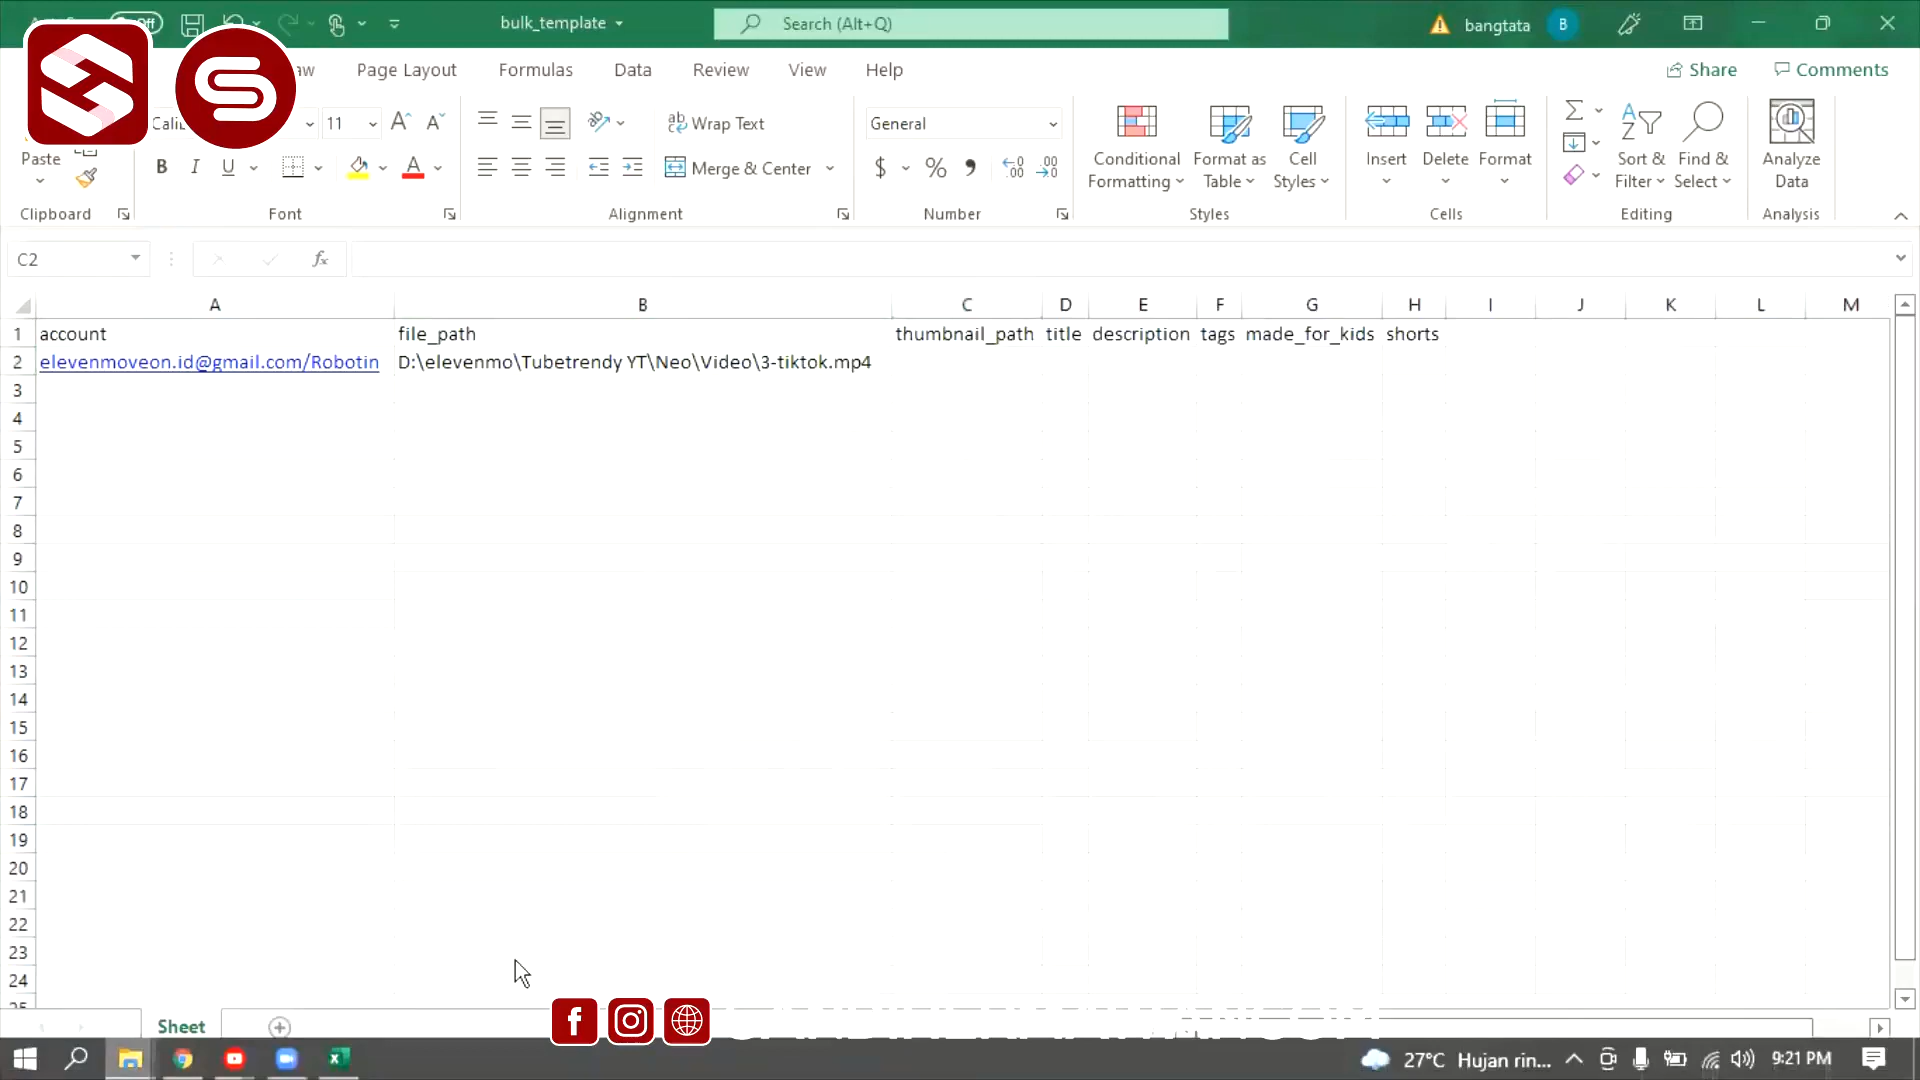 Off
bulk_template
Search (Alt+Q)
bangtata
B
Page Layout
Formulas
Data
Review
View
Help
Share
Comments
11
Wrap Text
General
Conditional Formatting
Format as Table
Cell Styles
Insert
Delete
Format
Sort & Filter
Find & Select
Analyze Data
Paste
B I U
Merge & Center
Clipboard
Font
Alignment
Number
Styles
Cells
Editing
Analysis
C2
fx
A B C D E F G H I J K L M
1 account file_path thumbnail_path title description tags made_for_kids shorts
2 elevenmoveon.id@gmail.com/Robotin D:\elevenmo\Tubetrendy YT\Neo\Video\3-tiktok.mp4
3
4
5
6
7
8
9
10
11
12
13
14
15
16
17
18
19
20
21
22
23
24
25
Sheet
27°C Hujan rin...
9:21 PM